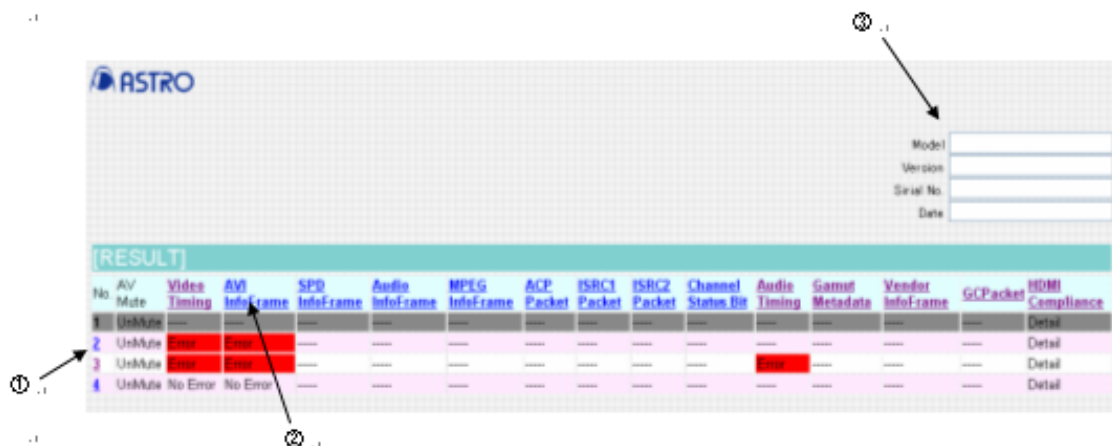 ③
ASTRO
Model
Version
Sirial No.
Date
[RESULT]
No. AV Mute Video Timing AVI InfoFrame SPD InfoFrame Audio InfoFrame MPEG InfoFrame ACP Packet ISRC1 Packet ISRC2 Packet Channel Status Bit Audio Timing Gamut Metadata Vendor InfoFrame GCPacket HDMI Compliance
1 UnMute ----- ----- ----- ----- ----- ----- ----- ----- ----- ----- ----- ----- ----- Detail
2 UnMute Error Error ----- ----- ----- ----- ----- ----- ----- ----- ----- ----- ----- Detail
3 UnMute Error Error ----- ----- ----- ----- ----- ----- ----- Error ----- ----- ----- Detail
4 UnMute No Error No Error ----- ----- ----- ----- ----- ----- ----- ----- ----- ----- ----- Detail
①
②